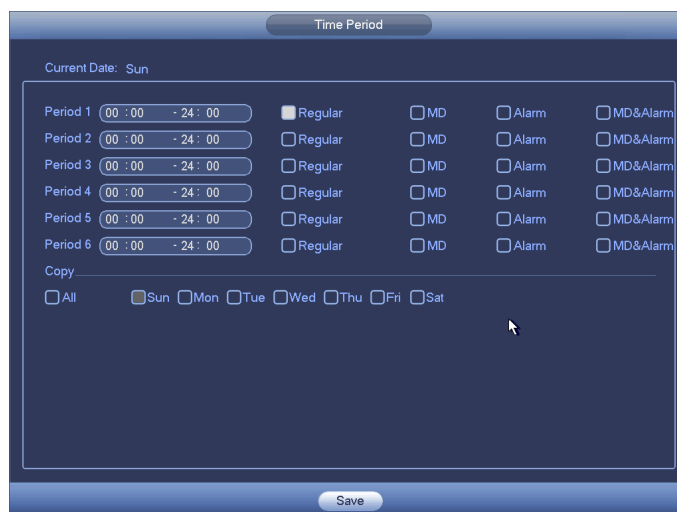 Time Period
Current Date: Sun
Period 1 00 : 00 - 24 : 00 Regular MD Alarm MD&Alarm
Period 2 00 : 00 - 24 : 00 Regular MD Alarm MD&Alarm
Period 3 00 : 00 - 24 : 00 Regular MD Alarm MD&Alarm
Period 4 00 : 00 - 24 : 00 Regular MD Alarm MD&Alarm
Period 5 00 : 00 - 24 : 00 Regular MD Alarm MD&Alarm
Period 6 00 : 00 - 24 : 00 Regular MD Alarm MD&Alarm
Copy
All Sun Mon Tue Wed Thu Fri Sat
Save